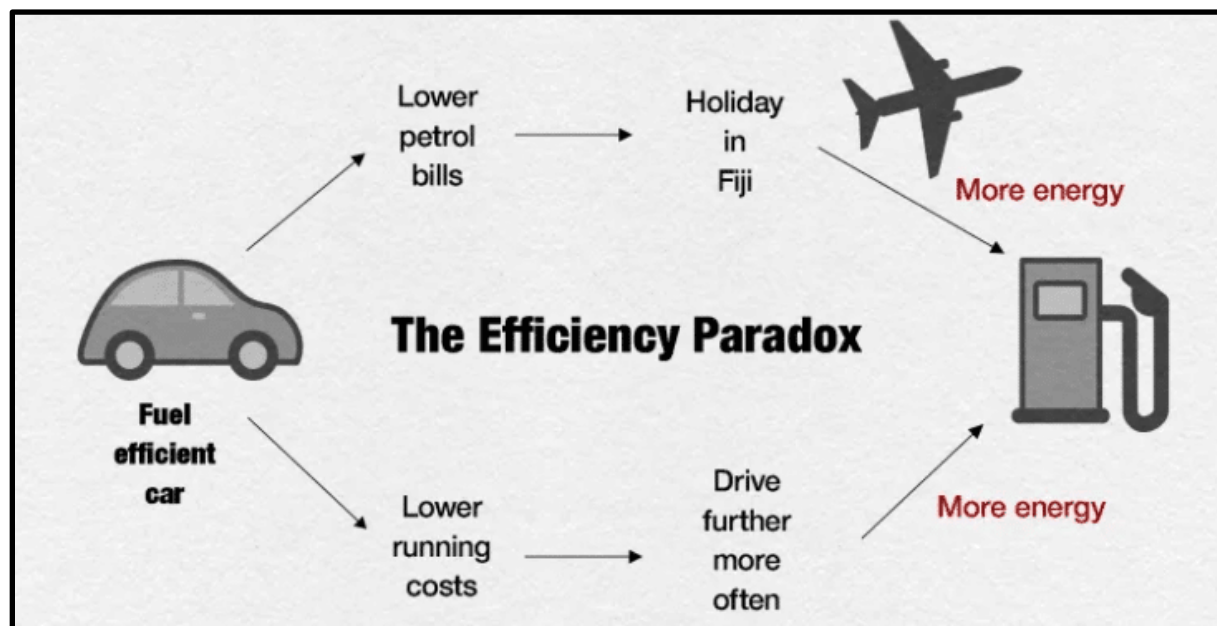 Lower
petrol
bills
Holiday
in
Fiji
More energy
The Efficiency Paradox
Fuel
efficient
car
Lower
running
costs
Drive
further
more
often
More energy